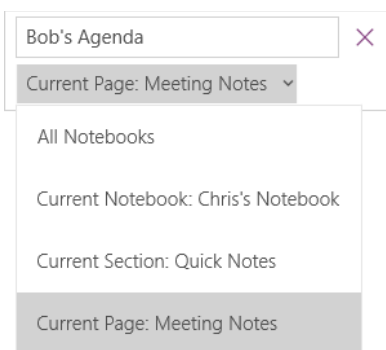 Bob's Agenda
Current Page: Meeting Notes
All Notebooks
Current Notebook: Chris's Notebook
Current Section: Quick Notes
Current Page: Meeting Notes